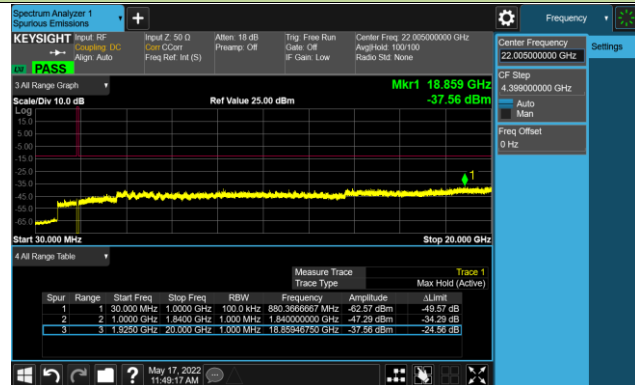 Spectrum Analyzer 1
Spurious Emissions
Frequency
KEYSIGHT
Input: RF
Coupling: DC
Align: Auto
Input Z: 50 Ω
Corr CCorr
Freq Ref: Int (S)
Atten: 18 dB
Preamp: Off
Trig: Free Run
Gate: Off
IF Gain: Low
Center Freq: 22.005000000 GHz
Avg|Hold: 100/100
Radio Std: None
PASS
3 All Range Graph
Mkr1 18.859 GHz
-37.56 dBm
Scale/Div 10.0 dB
Ref Value 25.00 dBm
Log
15.0
5.00
-5.00
-15.0
-25.0
-35.0
-45.0
-55.0
-65.0
1
Start 30.000 MHz
Stop 20.000 GHz
4 All Range Table
Measure Trace Trace 1
Trace Type Max Hold (Active)
Spur Range Start Freq Stop Freq RBW Frequency Amplitude ΔLimit
1 1 30.000 MHz 1.0000 GHz 100.0 kHz 880.3666667 MHz -62.57 dBm -49.57 dB
2 2 1.0000 GHz 1.8400 GHz 1.000 MHz 1.840000000 GHz -47.29 dBm -34.29 dB
3 3 1.9250 GHz 20.000 GHz 1.000 MHz 18.85946750 GHz -37.56 dBm -24.56 dB
Center Frequency
22.005000000 GHz
Settings
CF Step
4.399000000 GHz
Auto
Man
Freq Offset
0 Hz
?
May 17, 2022
11:49:17 AM